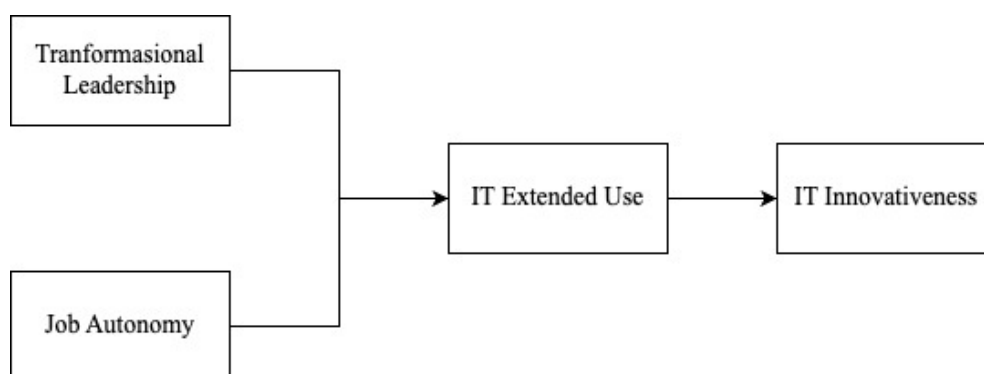 Tranformasional
Leadership
IT Extended Use
IT Innovativeness
Job Autonomy